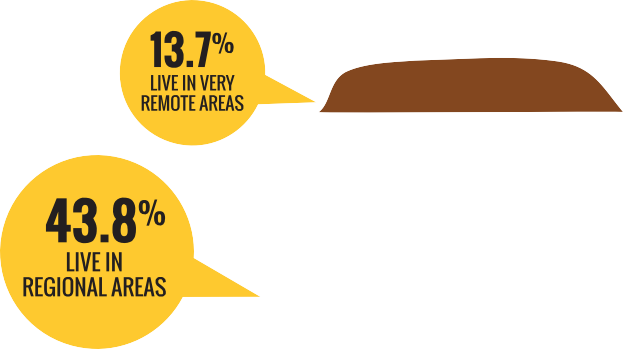 13.7%
LIVE IN VERY
REMOTE AREAS
43.8%
LIVE IN
REGIONAL AREAS